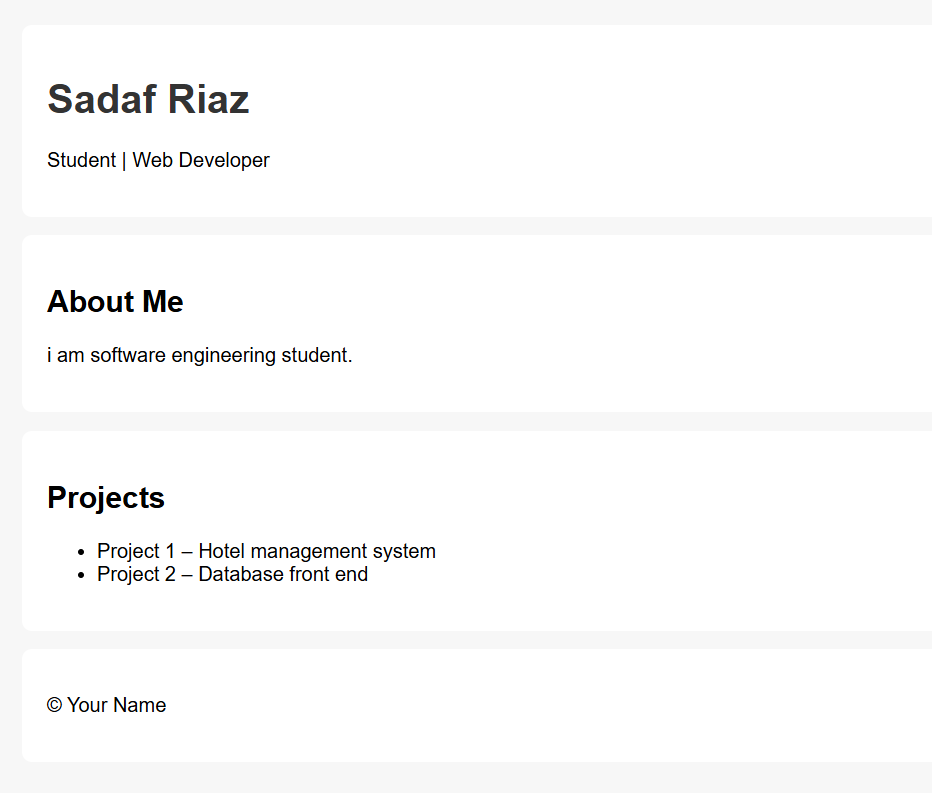 Sadaf Riaz
Student | Web Developer
About Me
i am software engineering student.
Projects
• Project 1 – Hotel management system
• Project 2 – Database front end
© Your Name